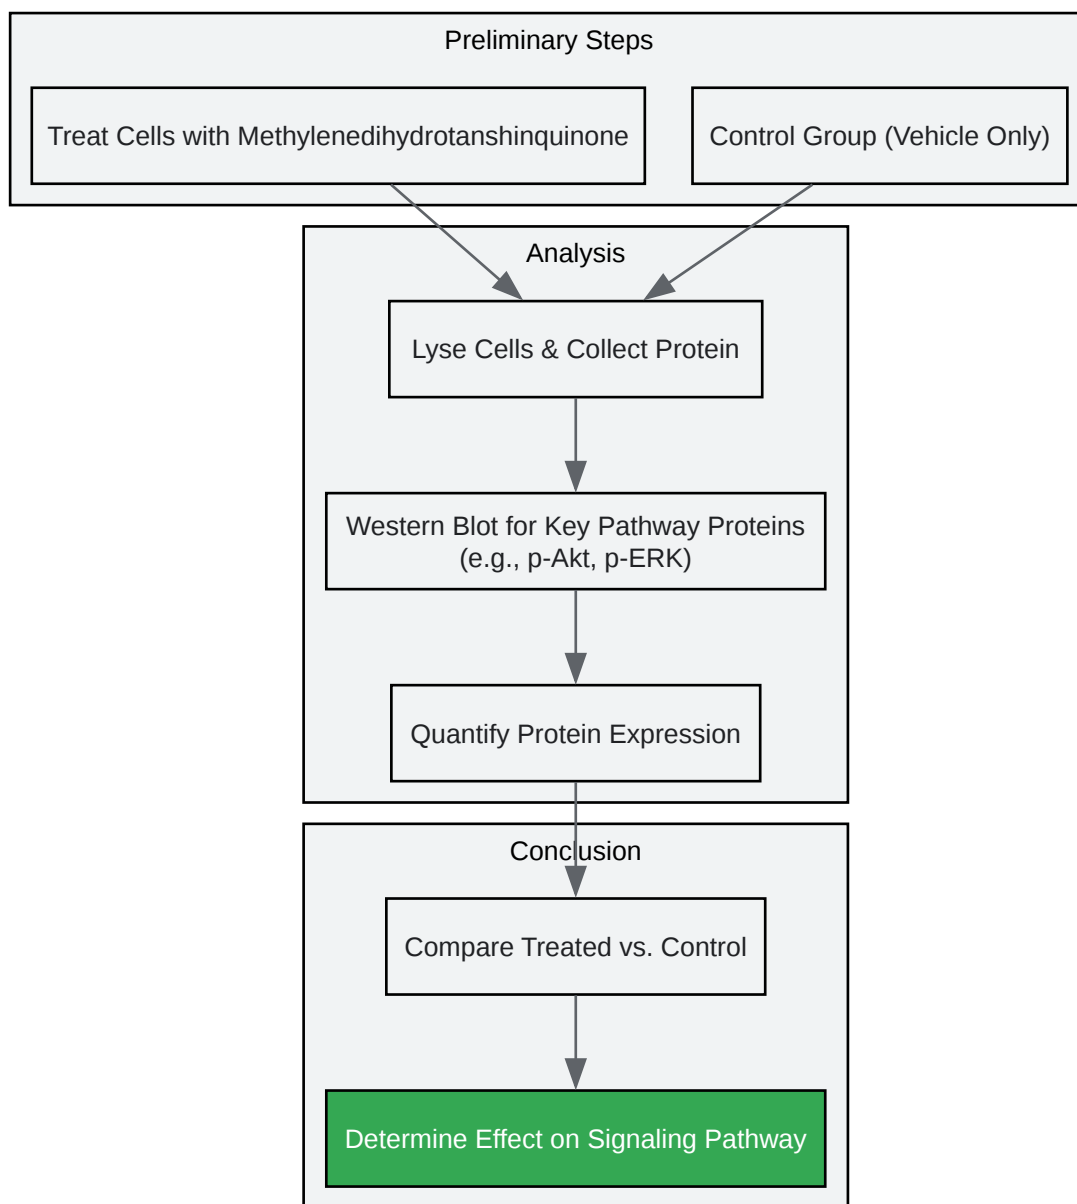 Preliminary Steps
Treat Cells with Methylenedihydrotanshinquinone
Control Group (Vehicle Only)
Analysis
Lyse Cells & Collect Protein
Western Blot for Key Pathway Proteins
(e.g., p-Akt, p-ERK)
Quantify Protein Expression
Conclusion
Compare Treated vs. Control
Determine Effect on Signaling Pathway